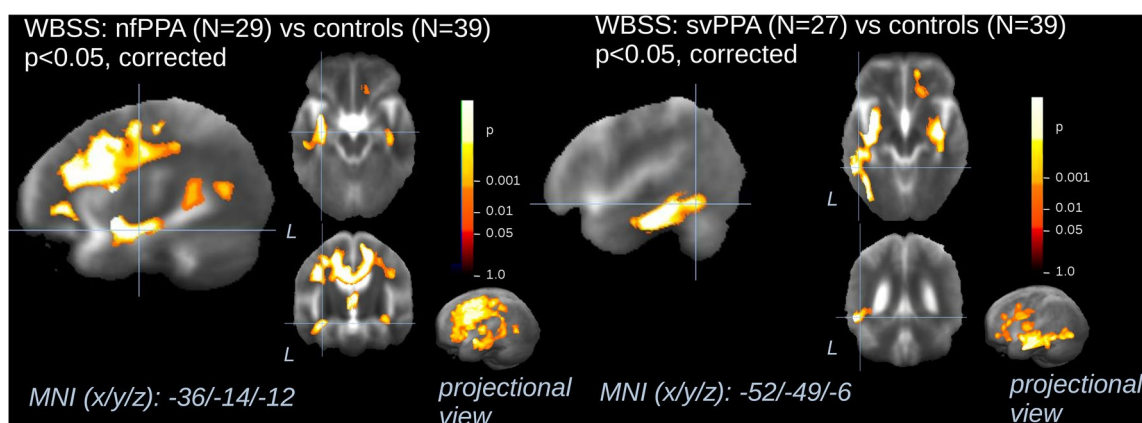 WBSS: nfPPA (N=29) vs controls (N=39)
p<0.05, corrected
p
0.001
0.01
0.05
1.0
L
L
MNI (x/y/z): -36/-14/-12
projectional
view
WBSS: svPPA (N=27) vs controls (N=39)
p<0.05, corrected
p
0.001
0.01
0.05
1.0
L
L
MNI (x/y/z): -52/-49/-6
projectional
view